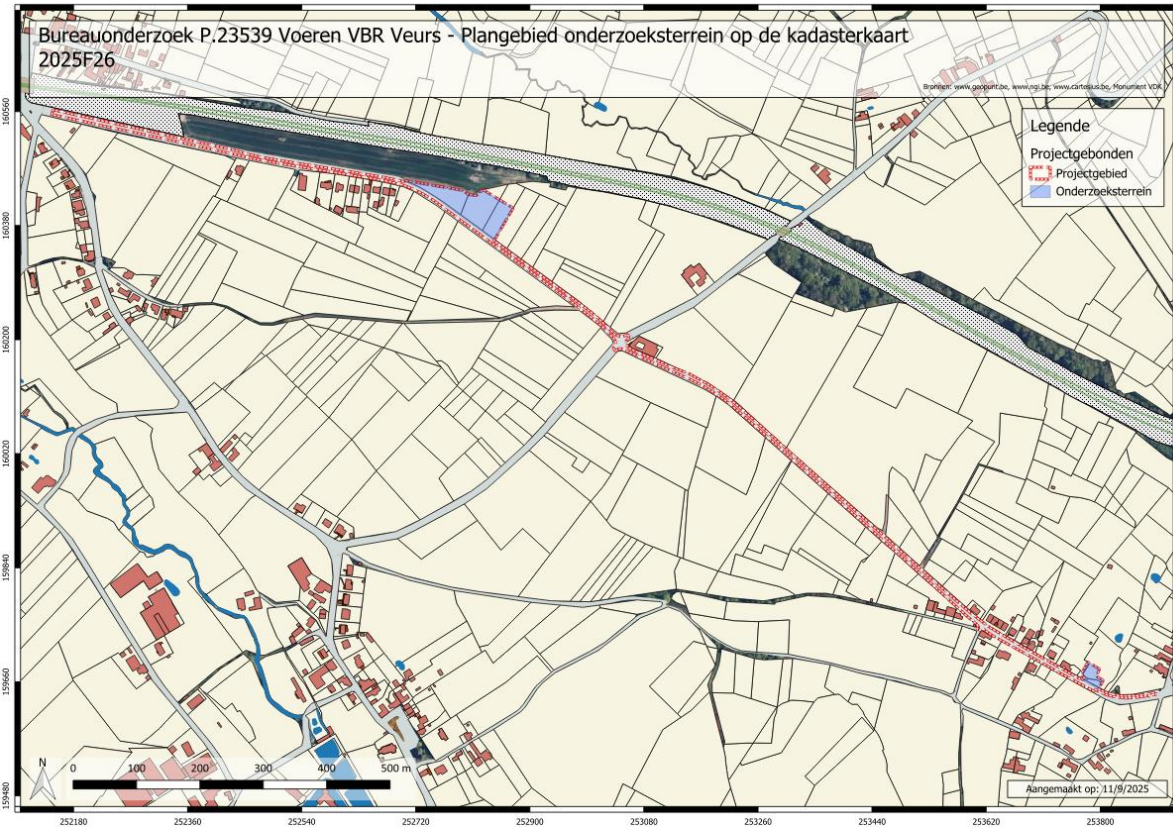 Bureauonderzoek P.23539 Voeren VBR Veurs - Plangebied onderzoeksterrein op de kadasterkaart
2025F26
Bronnen: www.geopunt.be, www.ngi.be, www.cartesius.be, Monument VDK
Legende
Projectgebonden
Projectgebied
Onderzoeksterrein
160560
160380
160200
160020
159840
159660
159480
N
0 100 200 300 400 500 m
Aangemaakt op: 11/9/2025
252180 252360 252540 252720 252900 253080 253260 253440 253620 253800